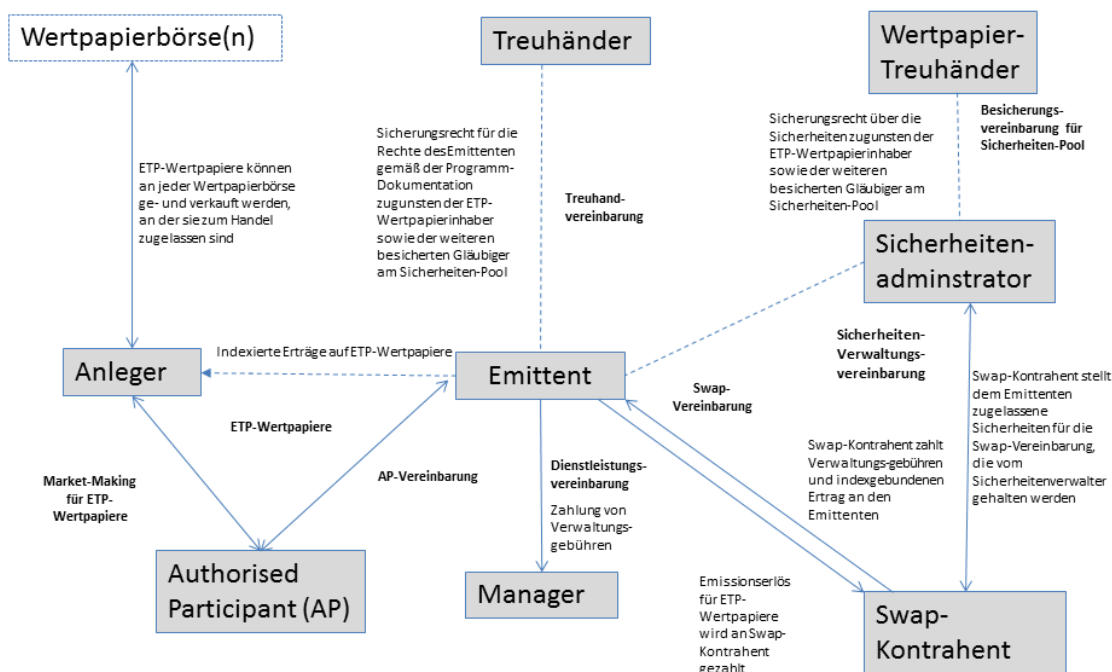 Wertpapierbörse(n)
Treuhänder
Wertpapier-
Treuhänder
ETP-Wertpapiere können
an jeder Wertpapierbörse
ge- und verkauft werden,
an der sie zum Handel
zugelassen sind
Sicherungsrecht für die
Rechte des Emittenten
gemäß der Programm-
Dokumentation
zugunsten der ETP-
Wertpapierinhaber
sowie der weiteren
besicherten Gläubiger
am Sicherheiten-Pool
Treuhand-
vereinbarung
Sicherungsrecht über die
Sicherheiten zugunsten der
ETP-Wertpapierinhaber
sowie der weiteren
besicherten Gläubiger am
Sicherheiten-Pool
Besicherungs-
vereinbarung für
Sicherheiten-Pool
Sicherheiten-
adminstrator
Anleger
Indexierte Erträge auf ETP-Wertpapiere
Emittent
Sicherheiten-
Verwaltungs-
vereinbarung
Swap-
Vereinbarung
Swap-Kontrahent stellt
dem Emittenten
zugelassene
Sicherheiten für die
Swap-Vereinbarung,
die vom
Sicherheitenverwalter
gehalten werden
ETP-Wertpapiere
AP-Vereinbarung
Market-Making
für ETP-
Wertpapiere
Dienstleistungs-
vereinbarung
Zahlung von
Verwaltungs-
gebühren
Swap-Kontrahent zahlt
Verwaltungs-gebühren
und indexgebundenen
Ertrag an den
Emittenten
Authorised
Participant (AP)
Manager
Emissionserlös
für ETP-
Wertpapiere
wird an Swap-
Kontrahent
gezahlt
Swap-
Kontrahent